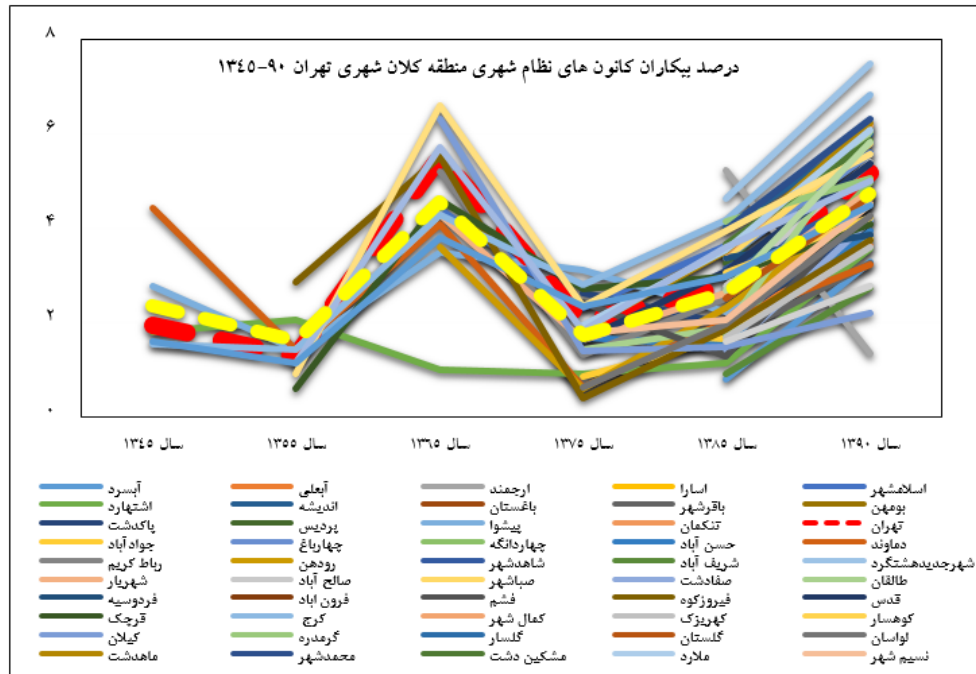 درصد بیکاران کانون های نظام شهری منطقه کلان شهری تهران ۹۰-۱۳۴۵
۸
۶
۴
۲
۰
سال ۱۳۴۵ سال ۱۳۵۵ سال ۱۳۶۵ سال ۱۳۷۵ سال ۱۳۸۵ سال ۱۳۹۰
آبسرد آبعلی ارجمند اسارا اسلامشهر
اشتهارد اندیشه باغستان باقرشهر بومهن
پاکدشت پردیس پیشوا تنکمان تهران
جوادآباد چهارباغ چهاردانگه حسن آباد دماوند
رباط کریم رودهن شاهدشهر شریف آباد شهرجدیدهشتگرد
شهریار صالح آباد صباشهر صفادشت طالقان
فردوسیه فرون اباد فشم فیروزکوه قدس
قرچک کرج کمال شهر کهریزک کوهسار
کیلان گرمدره گلسار گلستان لواسان
ماهدشت محمدشهر مشکین دشت ملارد نسیم شهر